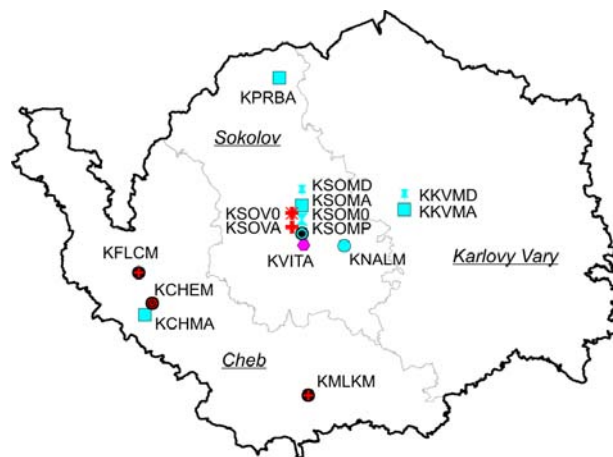 KPRBA
Sokolov
KSOMD
KSOMA
KKVMD
KSOV0
KSOM0
KKVMA
KSOVA
KSOMP
KFLCM
KVITA
KNALM
Karlovy Vary
KCHEM
KCHMA
Cheb
KMLKM